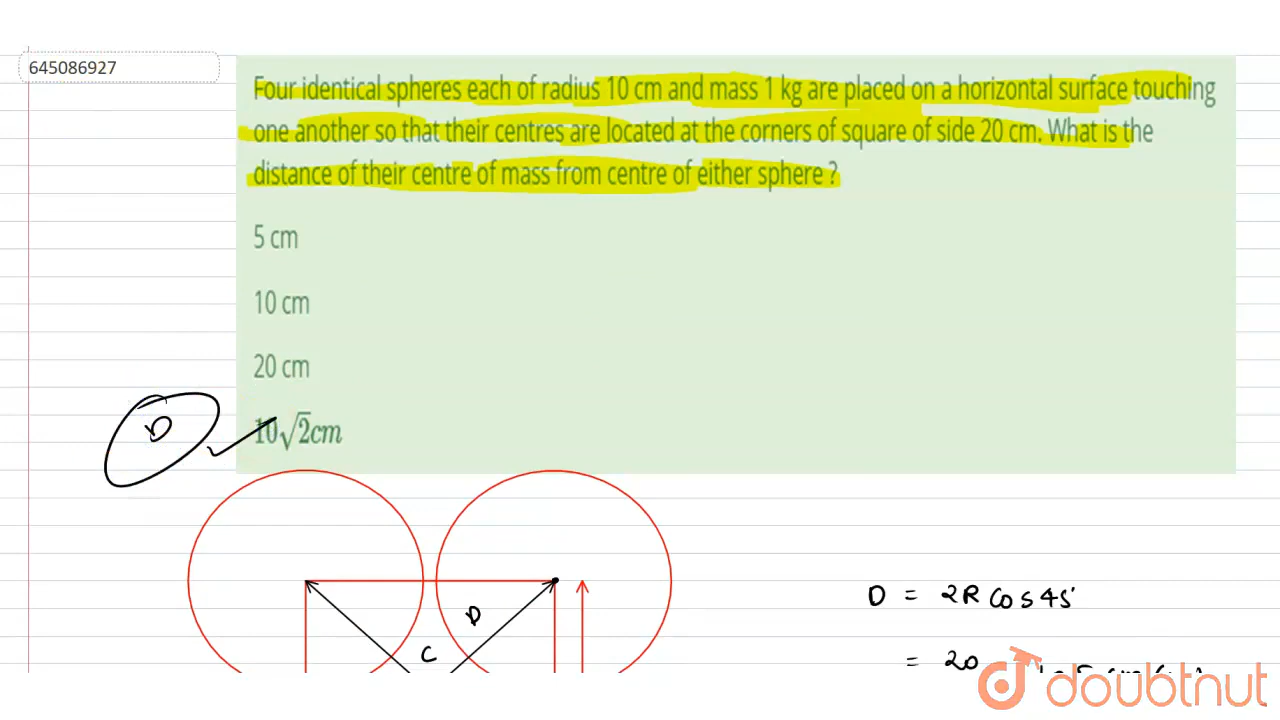 645086927
Four identical spheres each of radius 10 cm and mass 1 kg are placed on a horizontal surface touching
one another so that their centres are located at the corners of square of side 20 cm. What is the
distance of their centre of mass from centre of either sphere ?
5 cm
10 cm
20 cm
D
10√2cm
D
C
D = 2R Cos 45°
= 20
doubtnut